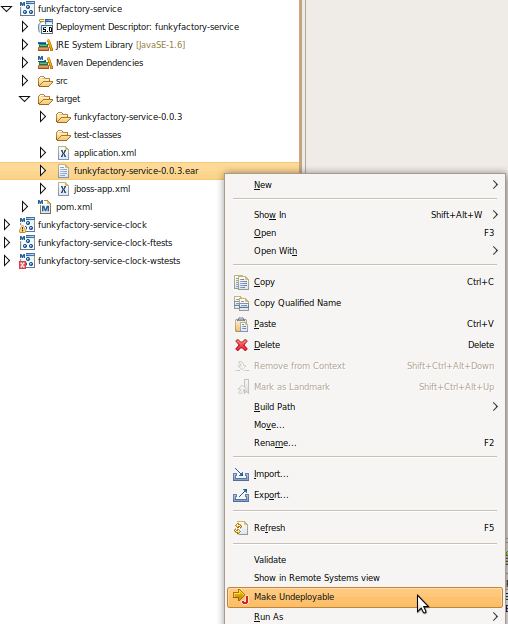 funkyfactory-service
Deployment Descriptor: funkyfactory-service
JRE System Library [JavaSE-1.6]
Maven Dependencies
src
target
funkyfactory-service-0.0.3
test-classes
application.xml
funkyfactory-service-0.0.3.ear
jboss-app.xml
pom.xml
funkyfactory-service-clock
funkyfactory-service-clock-ftests
funkyfactory-service-clock-wstests
New
Show In Shift+Alt+W
Open F3
Open With
Copy Ctrl+C
Copy Qualified Name
Paste Ctrl+V
Delete Delete
Remove from Context Shift+Ctrl+Alt+Down
Mark as Landmark Shift+Ctrl+Alt+Up
Build Path
Move...
Rename... F2
Import...
Export...
Refresh F5
Validate
Show in Remote Systems view
Make Undeployable
Run As